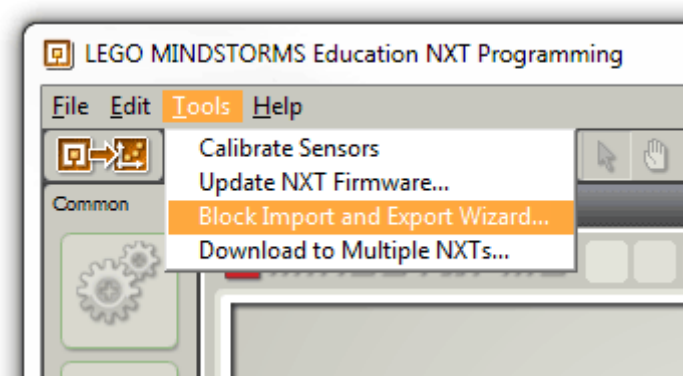 LEGO MINDSTORMS Education NXT Programming
File Edit Tools Help
Calibrate Sensors
Update NXT Firmware...
Common
Block Import and Export Wizard...
Download to Multiple NXTs...